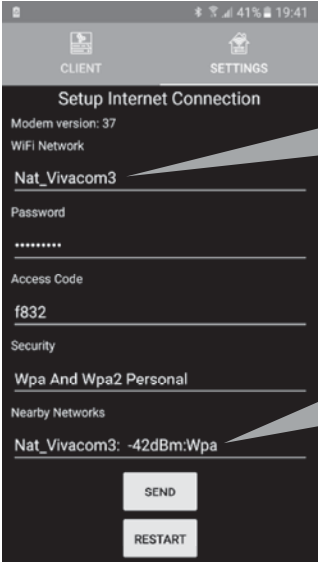 41% 19:41
CLIENT SETTINGS
Setup Internet Connection
Modem version: 37
WiFi Network
Nat_Vivacom3
Password
•••••••••
Access Code
f832
Security
Wpa And Wpa2 Personal
Nearby Networks
Nat_Vivacom3: -42dBm:Wpa
SEND
RESTART